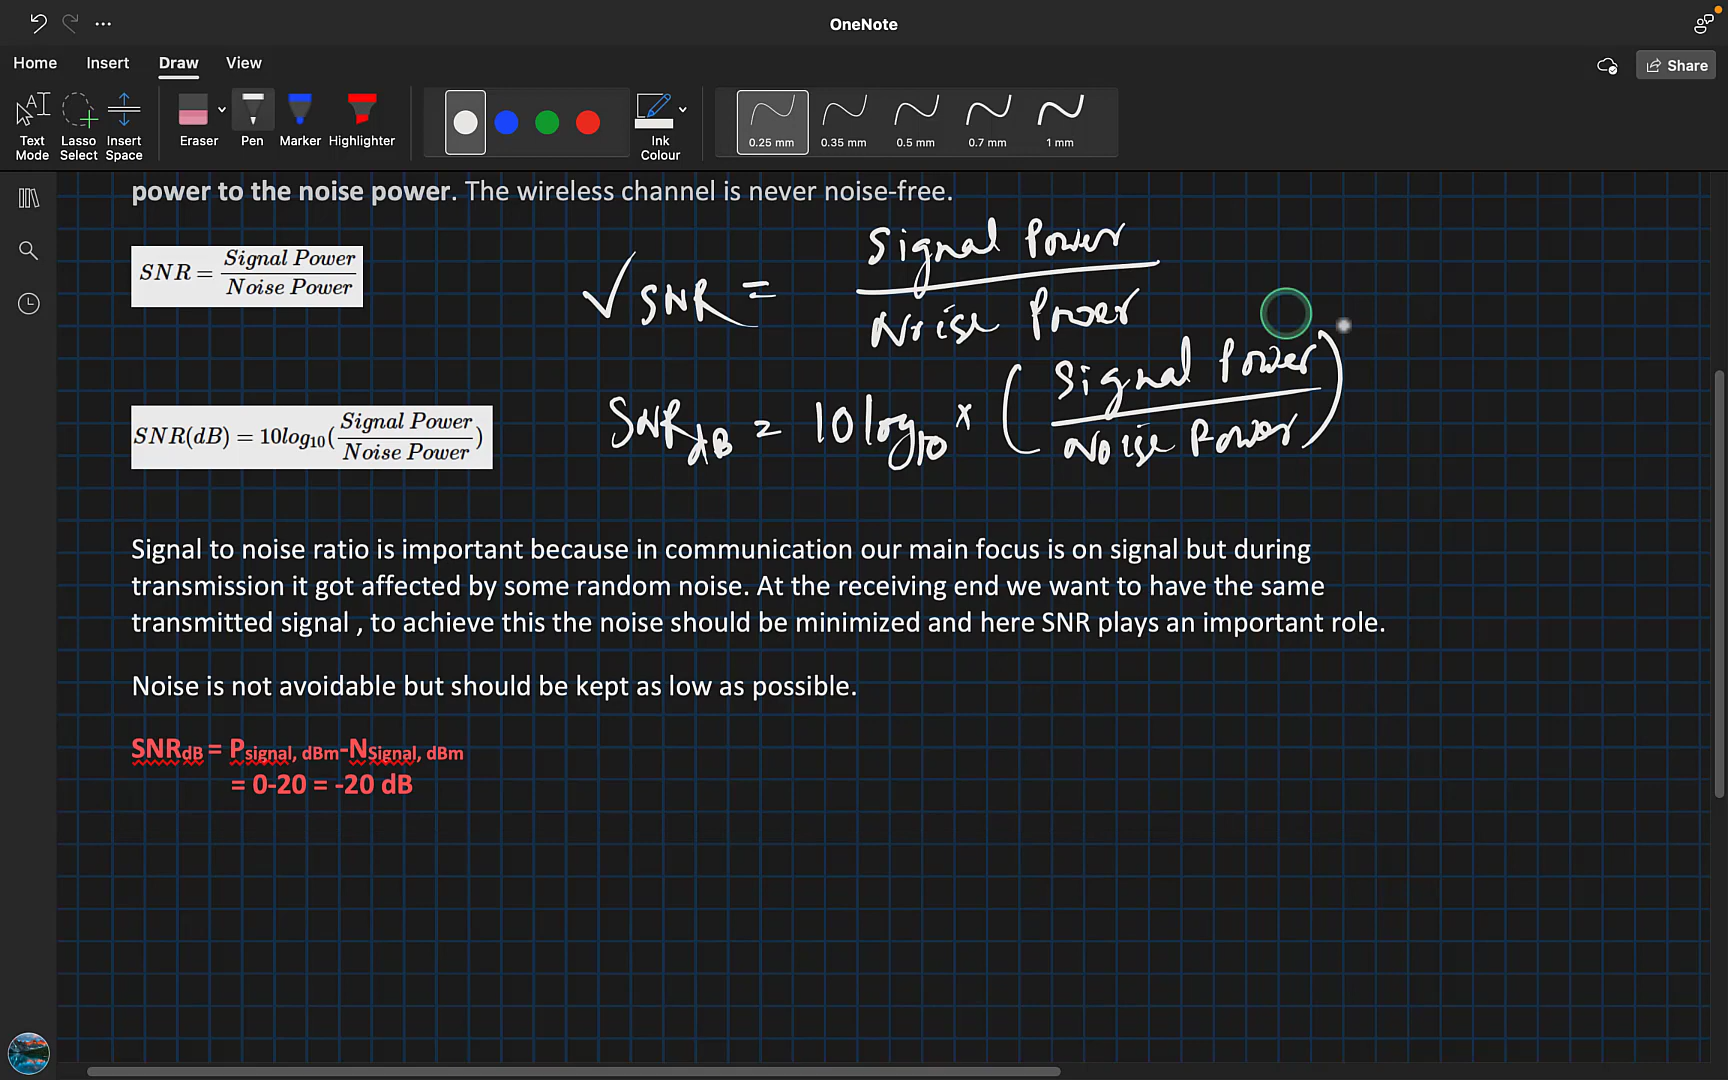 OneNote
Home Insert Draw View
Share
Text Mode
Lasso Select
Insert Space
Eraser
Pen
Marker
Highlighter
Ink Colour
0.25 mm
0.35 mm
0.5 mm
0.7 mm
1 mm
power to the noise power. The wireless channel is never noise-free.
SNR = Signal Power / Noise Power
✓ SNR = Signal Power / Noise Power
SNR(dB) = 10log₁₀(Signal Power / Noise Power)
SNR dB = 10 log₁₀ × (Signal Power / Noise Power)
Signal to noise ratio is important because in communication our main focus is on signal but during
transmission it got affected by some random noise. At the receiving end we want to have the same
transmitted signal , to achieve this the noise should be minimized and here SNR plays an important role.
Noise is not avoidable but should be kept as low as possible.
SNRdB = Psignal, dBm-NSignal, dBm
= 0-20 = -20 dB